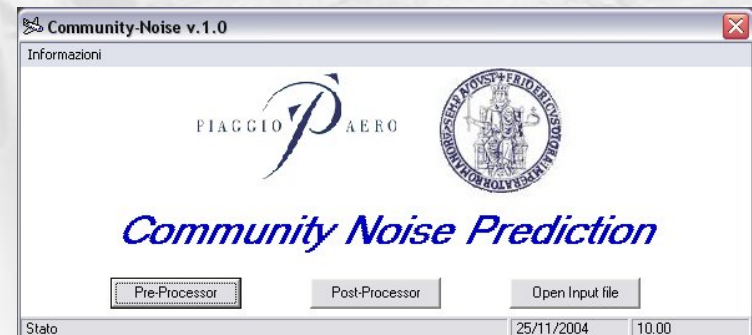 Community-Noise v.1.0
Informazioni
PIAGGIO AERO
Community Noise Prediction
Pre-Processor Post-Processor Open Input file
Stato 25/11/2004 10.00